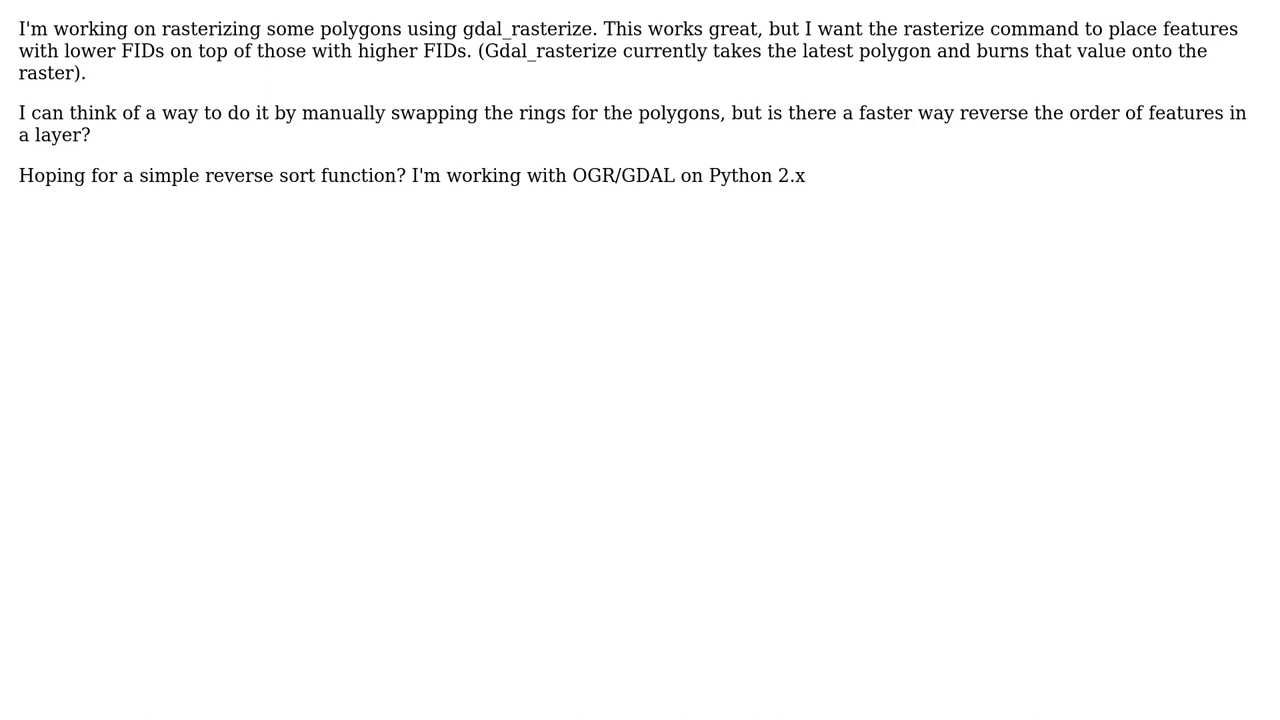 I'm working on rasterizing some polygons using gdal_rasterize. This works great, but I want the rasterize command to place features
with lower FIDs on top of those with higher FIDs. (Gdal_rasterize currently takes the latest polygon and burns that value onto the
raster).
I can think of a way to do it by manually swapping the rings for the polygons, but is there a faster way reverse the order of features in
a layer?
Hoping for a simple reverse sort function? I'm working with OGR/GDAL on Python 2.x